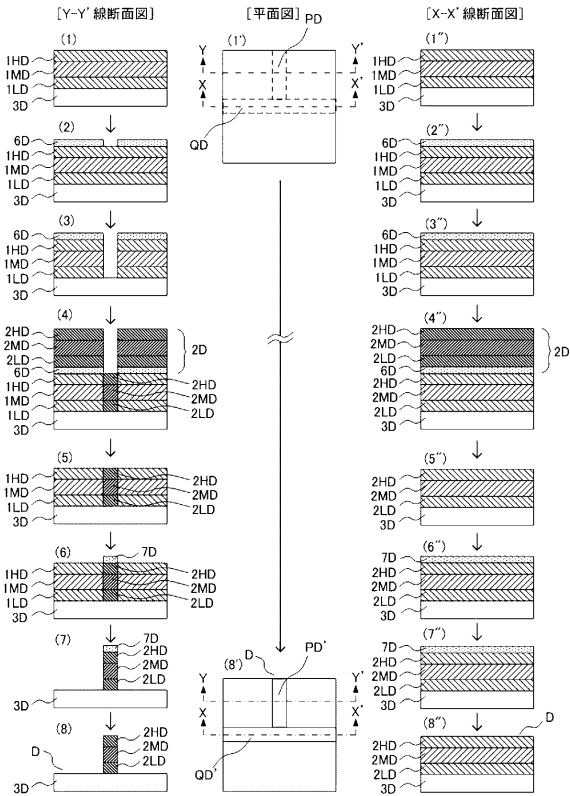 [Y-Y' 線断面図]
[平面図]
[X-X' 線断面図]
(1)
1HD
1MD
1LD
3D
(1')
PD
Y
Y'
X
X'
QD
(1")
1HD
1MD
1LD
3D
(2)
6D
1HD
1MD
1LD
3D
(2")
6D
1HD
1MD
1LD
3D
(3)
6D
1HD
1MD
1LD
3D
(3")
6D
1HD
1MD
1LD
3D
(4)
2HD
2MD
2LD
2D
6D
1HD
1MD
1LD
3D
2HD
2MD
2LD
(4")
2HD
2MD
2LD
2D
6D
2HD
2MD
2LD
3D
(5)
1HD
1MD
1LD
3D
2HD
2MD
2LD
(5")
2HD
2MD
2LD
3D
(6)
7D
1HD
1MD
1LD
3D
2HD
2MD
2LD
(6")
7D
2HD
2MD
2LD
3D
(7)
7D
2HD
2MD
2LD
3D
(8')
D
PD'
Y
Y'
X
X'
QD'
(7")
7D
2HD
2MD
2LD
3D
(8)
D
2HD
2MD
2LD
3D
(8")
D
2HD
2MD
2LD
3D